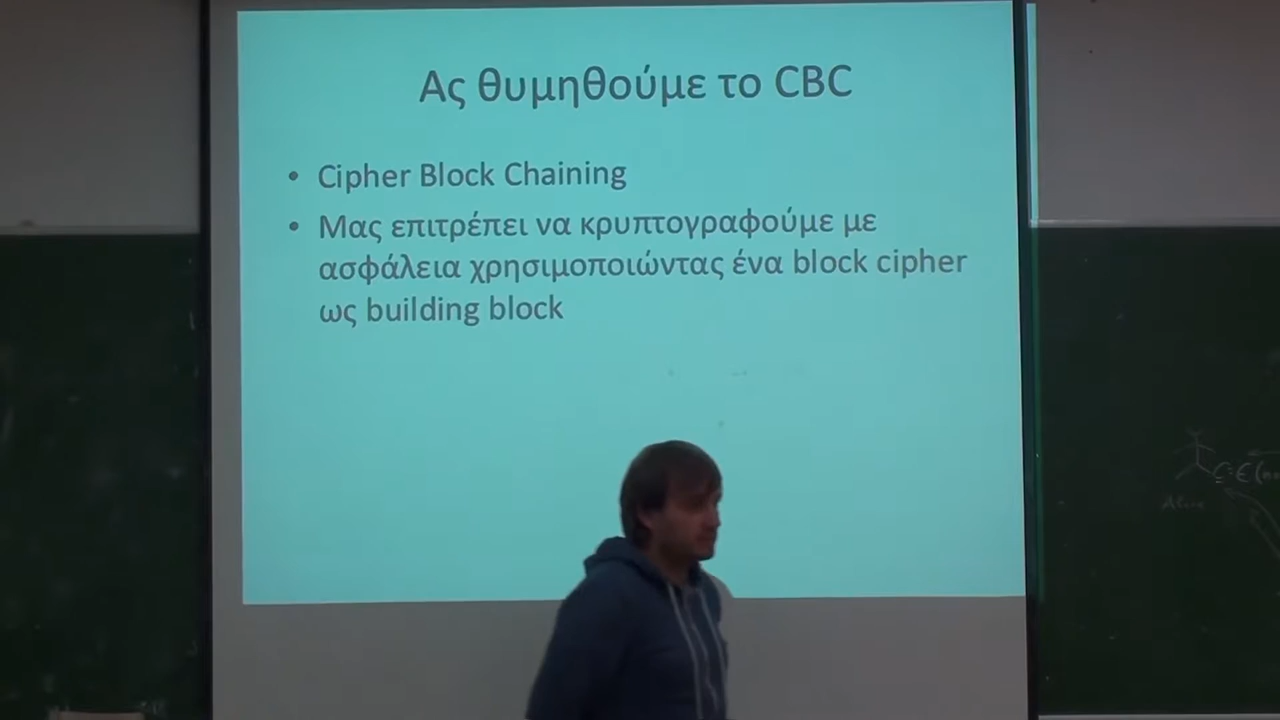 Ας θυμηθούμε το CBC
• Cipher Block Chaining
• Μας επιτρέπει να κρυπτογραφούμε με
ασφάλεια χρησιμοποιώντας ένα block cipher
ως building block
Alice